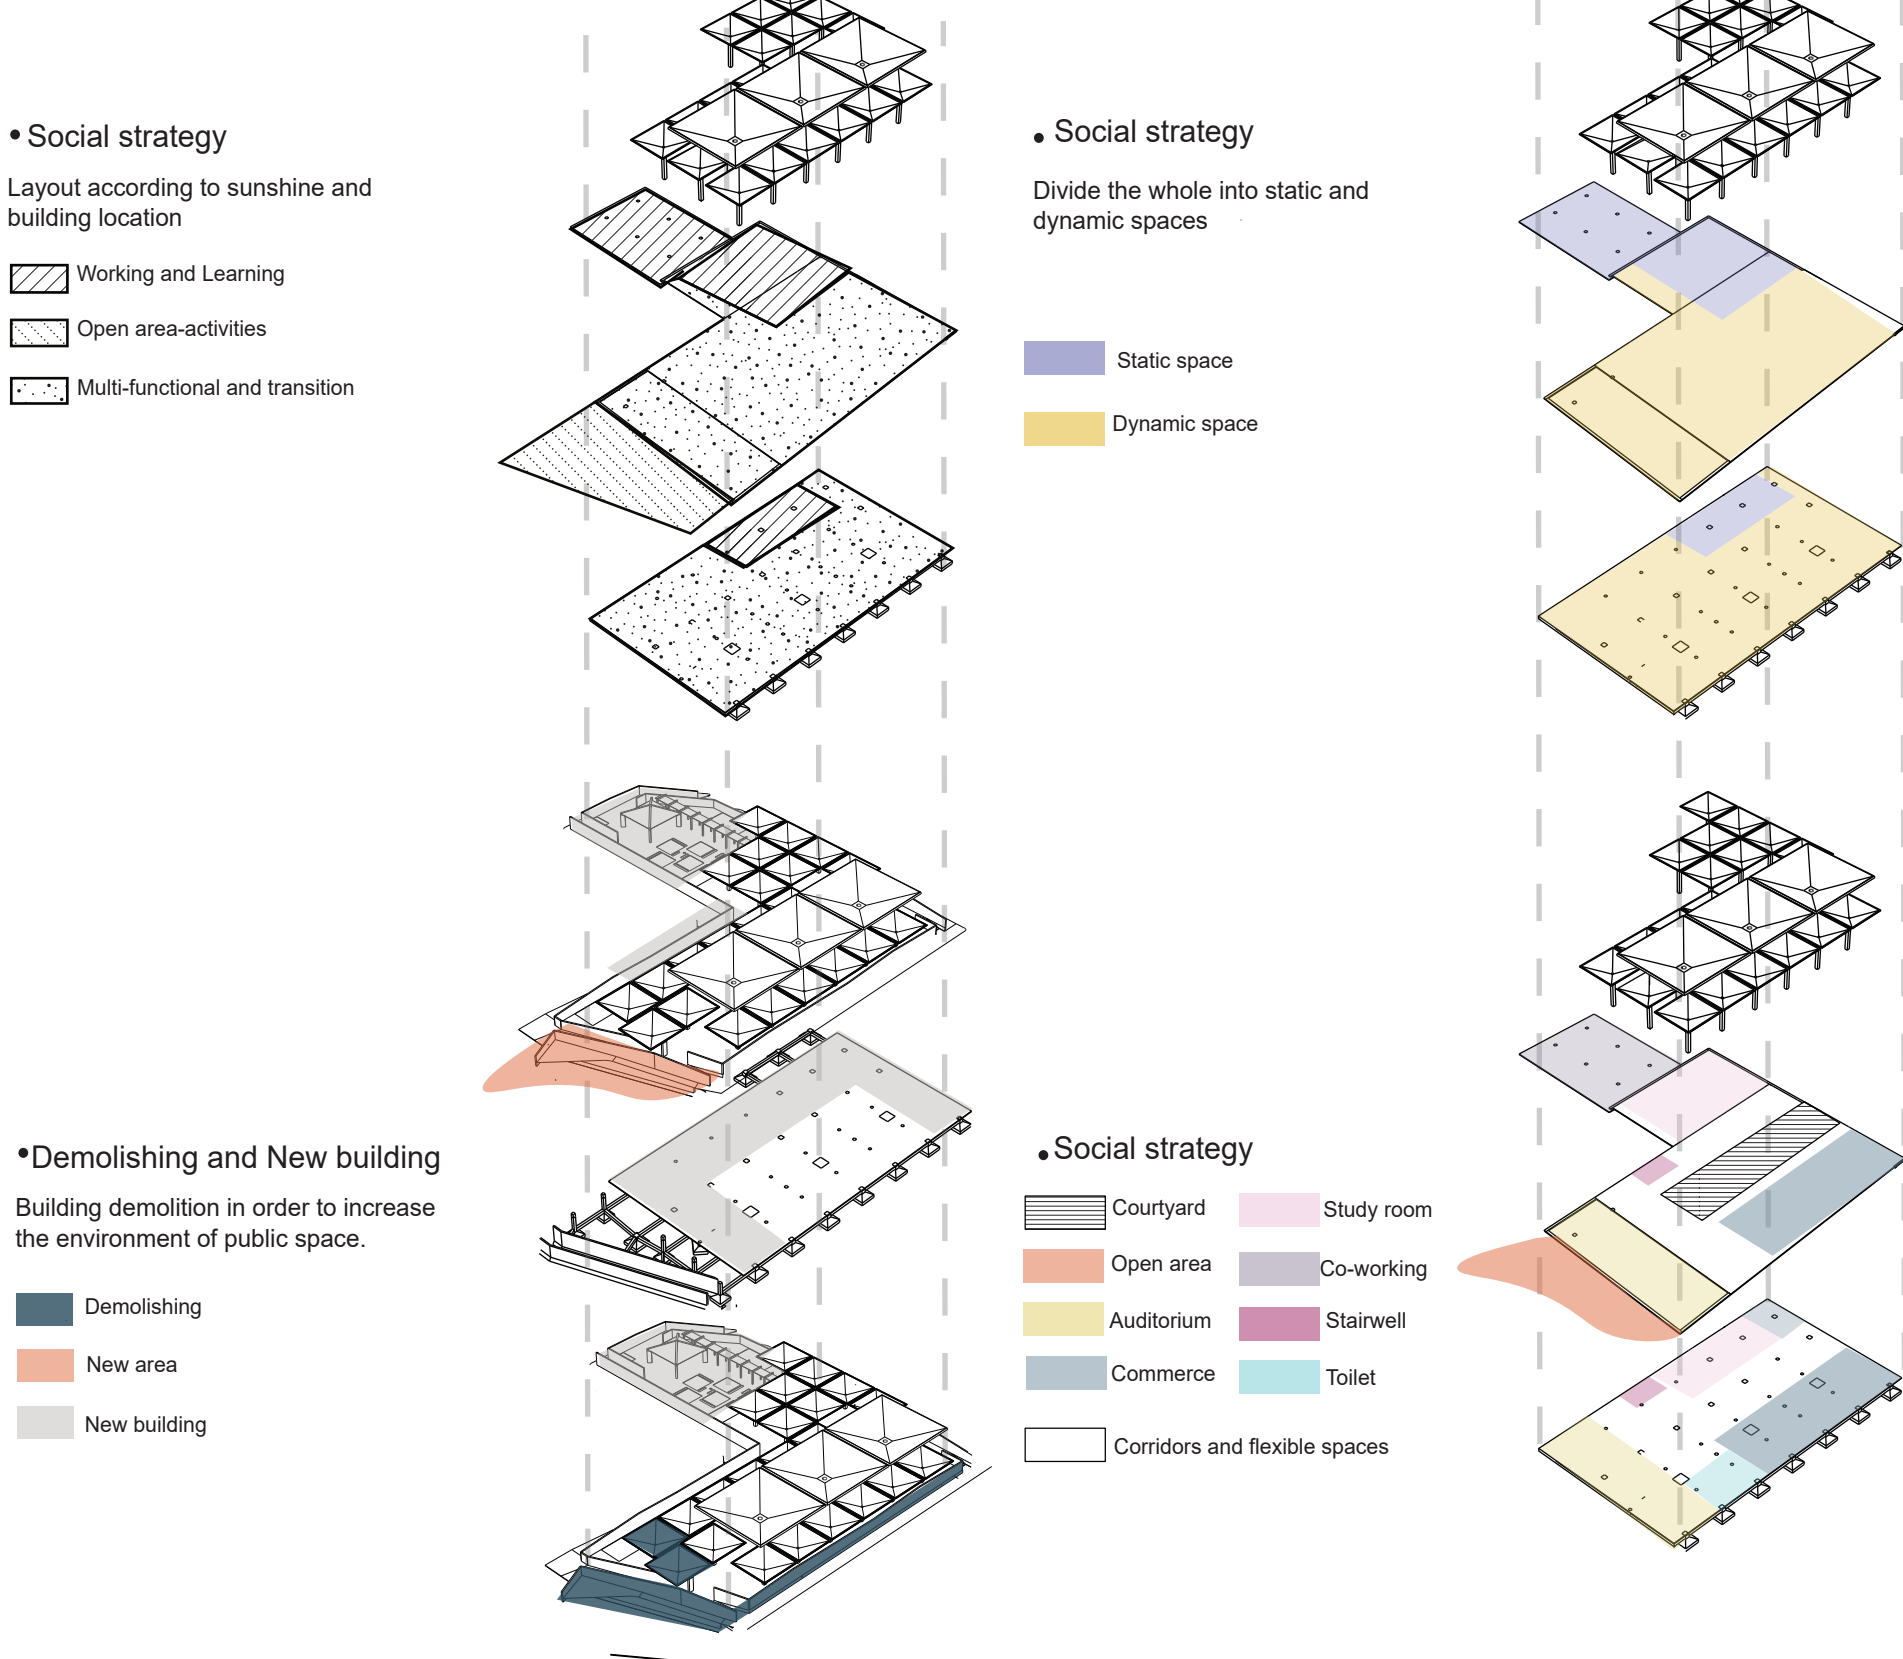 • Social strategy
Layout according to sunshine and
building location
Working and Learning
Open area-activities
Multi-functional and transition
• Social strategy
Divide the whole into static and
dynamic spaces
Static space
Dynamic space
•Demolishing and New building
Building demolition in order to increase
the environment of public space.
Demolishing
New area
New building
• Social strategy
Courtyard
Study room
Open area
Co-working
Auditorium
Stairwell
Commerce
Toilet
Corridors and flexible spaces